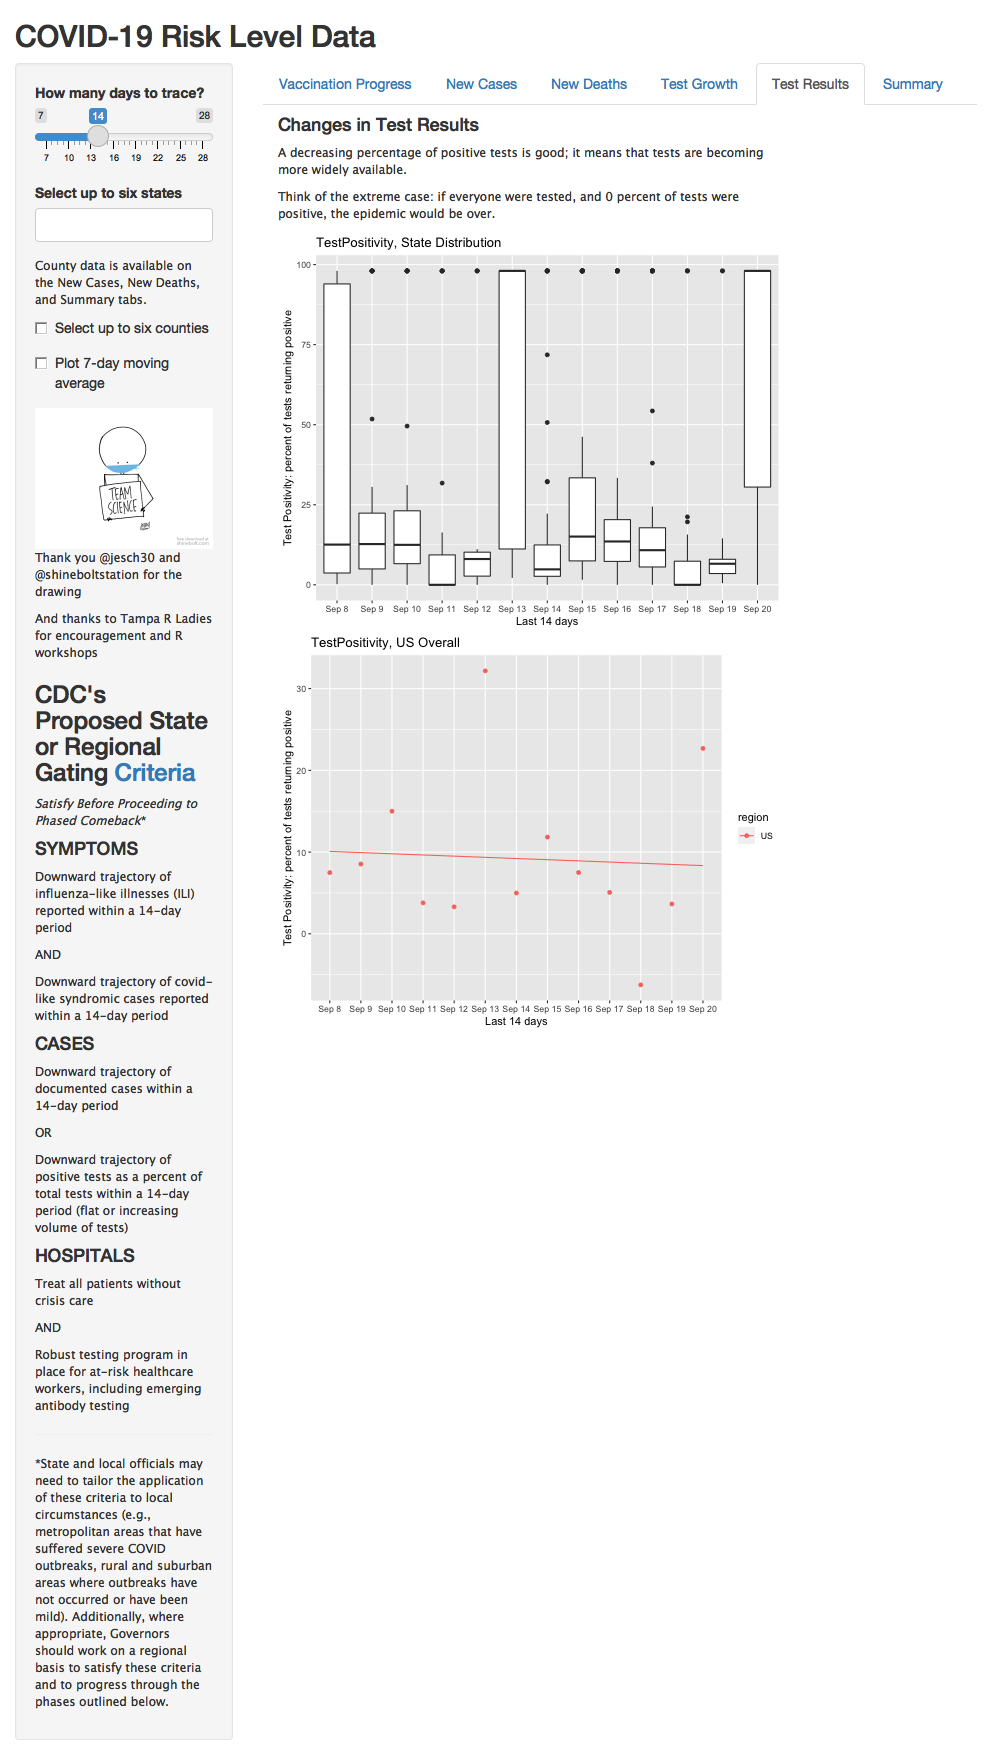 COVID-19 Risk Level Data
How many days to trace?
7 14 28
7 10 13 16 19 22 25 28
Select up to six states
County data is available on
the New Cases, New Deaths,
and Summary tabs.
Select up to six counties
Plot 7-day moving
average
TEAM
SCIENCE
Thank you @jesch30 and
@shineboltstation for the
drawing
And thanks to Tampa R Ladies
for encouragement and R
workshops
CDC's
Proposed State
or Regional
Gating Criteria
Satisfy Before Proceeding to
Phased Comeback*
SYMPTOMS
Downward trajectory of
influenza-like illnesses (ILI)
reported within a 14-day
period
AND
Downward trajectory of covid-
like syndromic cases reported
within a 14-day period
CASES
Downward trajectory of
documented cases within a
14-day period
OR
Downward trajectory of
positive tests as a percent of
total tests within a 14-day
period (flat or increasing
volume of tests)
HOSPITALS
Treat all patients without
crisis care
AND
Robust testing program in
place for at-risk healthcare
workers, including emerging
antibody testing
*State and local officials may
need to tailor the application
of these criteria to local
circumstances (e.g.,
metropolitan areas that have
suffered severe COVID
outbreaks, rural and suburban
areas where outbreaks have
not occurred or have been
mild). Additionally, where
appropriate, Governors
should work on a regional
basis to satisfy these criteria
and to progress through the
phases outlined below.
Vaccination Progress New Cases New Deaths Test Growth Test Results Summary
Changes in Test Results
A decreasing percentage of positive tests is good; it means that tests are becoming
more widely available.
Think of the extreme case: if everyone were tested, and 0 percent of tests were
positive, the epidemic would be over.
TestPositivity, State Distribution
Test Positivity: percent of tests returning positive
100
75
50
25
0
Sep 8 Sep 9 Sep 10 Sep 11 Sep 12 Sep 13 Sep 14 Sep 15 Sep 16 Sep 17 Sep 18 Sep 19 Sep 20
Last 14 days
TestPositivity, US Overall
Test Positivity: percent of tests returning positive
30
20
10
0
Sep 8 Sep 9 Sep 10 Sep 11 Sep 12 Sep 13 Sep 14 Sep 15 Sep 16 Sep 17 Sep 18 Sep 19 Sep 20
Last 14 days
region
US